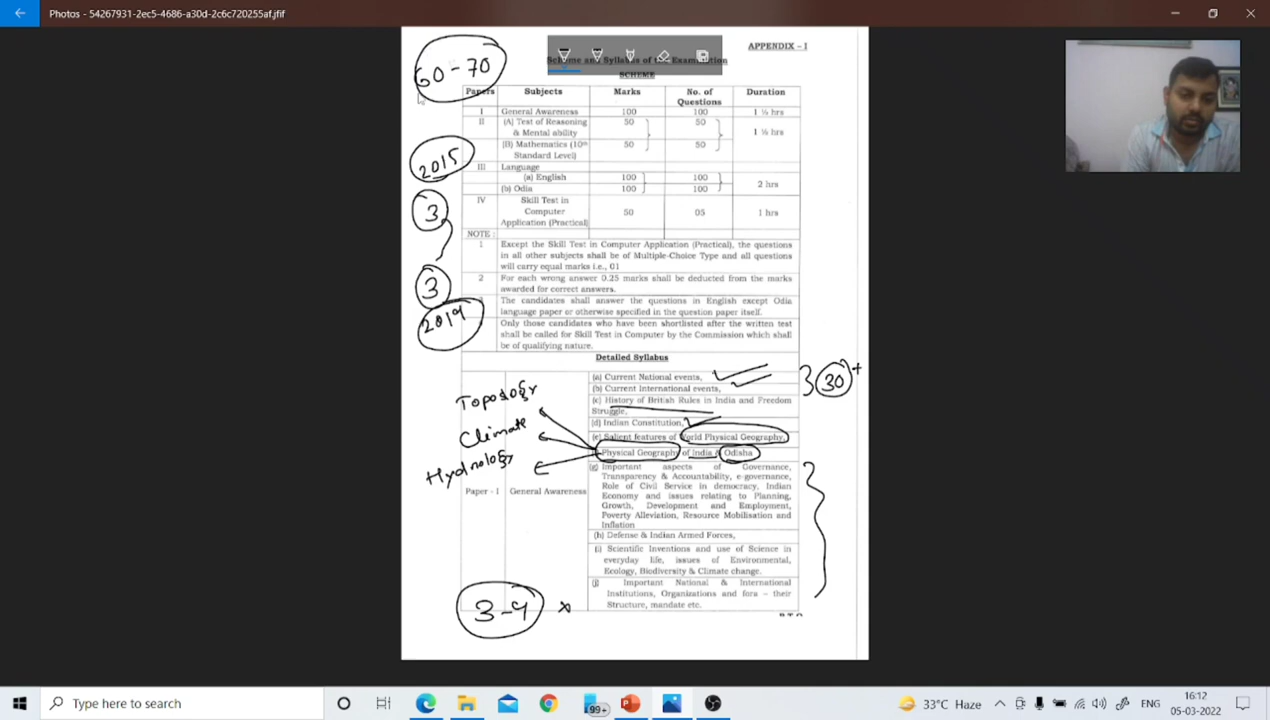 Photos - 54267931-2ec5-4686-a30d-2c6c720255af.jfif
APPENDIX – I
Scheme and Syllabus of the Examination
SCHEME
60-70
Papers Subjects Marks No. of Questions Duration
I General Awareness 100 100 1 ½ hrs
II (A) Test of Reasoning & Mental ability 50 50 1 ½ hrs
(B) Mathematics (10th Standard Level) 50 50
2015
III Language
(a) English 100 100 2 hrs
(b) Odia 100 100
3
IV Skill Test in Computer Application (Practical) 50 05 1 hrs
NOTE :
1 Except the Skill Test in Computer Application (Practical), the questions
in all other subjects shall be of Multiple-Choice Type and all questions
will carry equal marks i.e., 01
3
2 For each wrong answer 0.25 marks shall be deducted from the marks
awarded for correct answers.
The candidates shall answer the questions in English except Odia
language paper or otherwise specified in the question paper itself.
2019
Only those candidates who have been shortlisted after the written test
shall be called for Skill Test in Computer by the Commission which shall
be of qualifying nature.
Detailed Syllabus
(a) Current National events,
(b) Current International events,
30+
(c) History of British Rules in India and Freedom
Struggle,
(d) Indian Constitution,
(e) Salient features of World Physical Geography,
Physical Geography of India & Odisha
Climate
(g) Important aspects of Governance,
Transparency & Accountability, e-governance,
Role of Civil Service in democracy, Indian
Economy and issues relating to Planning,
Growth, Development and Employment,
Poverty Alleviation, Resource Mobilisation and
Inflation
Paper - I General Awareness
(h) Defense & Indian Armed Forces,
(i) Scientific Inventions and use of Science in
everyday life, issues of Environmental,
Ecology, Biodiversity & Climate change.
(j) Important National & International
Institutions, Organizations and fora – their
Structure, mandate etc.
3-4 x
Type here to search
99+
33°C Haze
ENG
16:12
05-03-2022